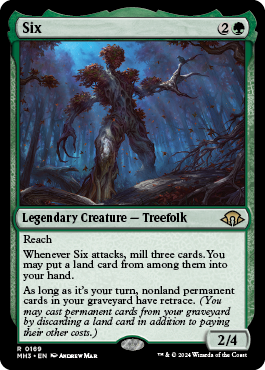 Six 2
Legendary Creature — Treefolk
Reach
Whenever Six attacks, mill three cards. You
may put a land card from among them into
your hand.
As long as it's your turn, nonland permanent
cards in your graveyard have retrace. (You
may cast permanent cards from your graveyard
by discarding a land card in addition to paying
their other costs.)
2/4
R 0169
MH3 • EN Andrew Mar
™ & © 2024 Wizards of the Coast